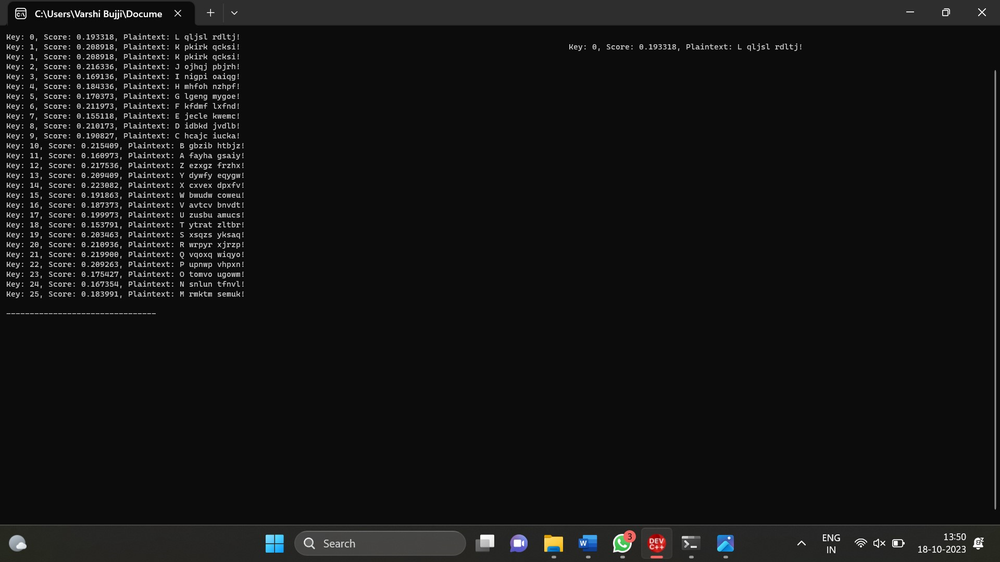 C:\Users\Varshi Bujji\Docume
Key: 0, Score: 0.193318, Plaintext: L qljsl rdltj!
Key: 1, Score: 0.208918, Plaintext: K pkirk qcksi!
Key: 0, Score: 0.193318, Plaintext: L qljsl rdltj!
Key: 1, Score: 0.208918, Plaintext: K pkirk qcksi!
Key: 2, Score: 0.216336, Plaintext: J ojhqj pbjrh!
Key: 3, Score: 0.169136, Plaintext: I nigpi oaiqg!
Key: 4, Score: 0.184336, Plaintext: H mhfoh nzhpf!
Key: 5, Score: 0.170373, Plaintext: G lgeng mygoe!
Key: 6, Score: 0.211973, Plaintext: F kfdmf lxfnd!
Key: 7, Score: 0.155118, Plaintext: E jecle kwemc!
Key: 8, Score: 0.210173, Plaintext: D idbkd jvdlb!
Key: 9, Score: 0.190827, Plaintext: C hcajc iucka!
Key: 10, Score: 0.215409, Plaintext: B gbzib htbjz!
Key: 11, Score: 0.160973, Plaintext: A fayha gsaiy!
Key: 12, Score: 0.217536, Plaintext: Z ezxgz frzhx!
Key: 13, Score: 0.209409, Plaintext: Y dywfy eqygw!
Key: 14, Score: 0.223082, Plaintext: X cxvex dpxfv!
Key: 15, Score: 0.191863, Plaintext: W bwudw coweu!
Key: 16, Score: 0.187373, Plaintext: V avtcv bnvdt!
Key: 17, Score: 0.199973, Plaintext: U zusbu amucs!
Key: 18, Score: 0.153791, Plaintext: T ytrat zltbr!
Key: 19, Score: 0.203463, Plaintext: S xsqzs yksaq!
Key: 20, Score: 0.210936, Plaintext: R wrpyr xjrzp!
Key: 21, Score: 0.219900, Plaintext: Q vqoxq wiqyo!
Key: 22, Score: 0.209263, Plaintext: P upnwp vhpxn!
Key: 23, Score: 0.175427, Plaintext: O tomvo ugowm!
Key: 24, Score: 0.167354, Plaintext: N snlun tfnvl!
Key: 25, Score: 0.183991, Plaintext: M rmktm semuk!
--------------------------------
Search
3
DEV C++
ENG
IN
13:50
18-10-2023